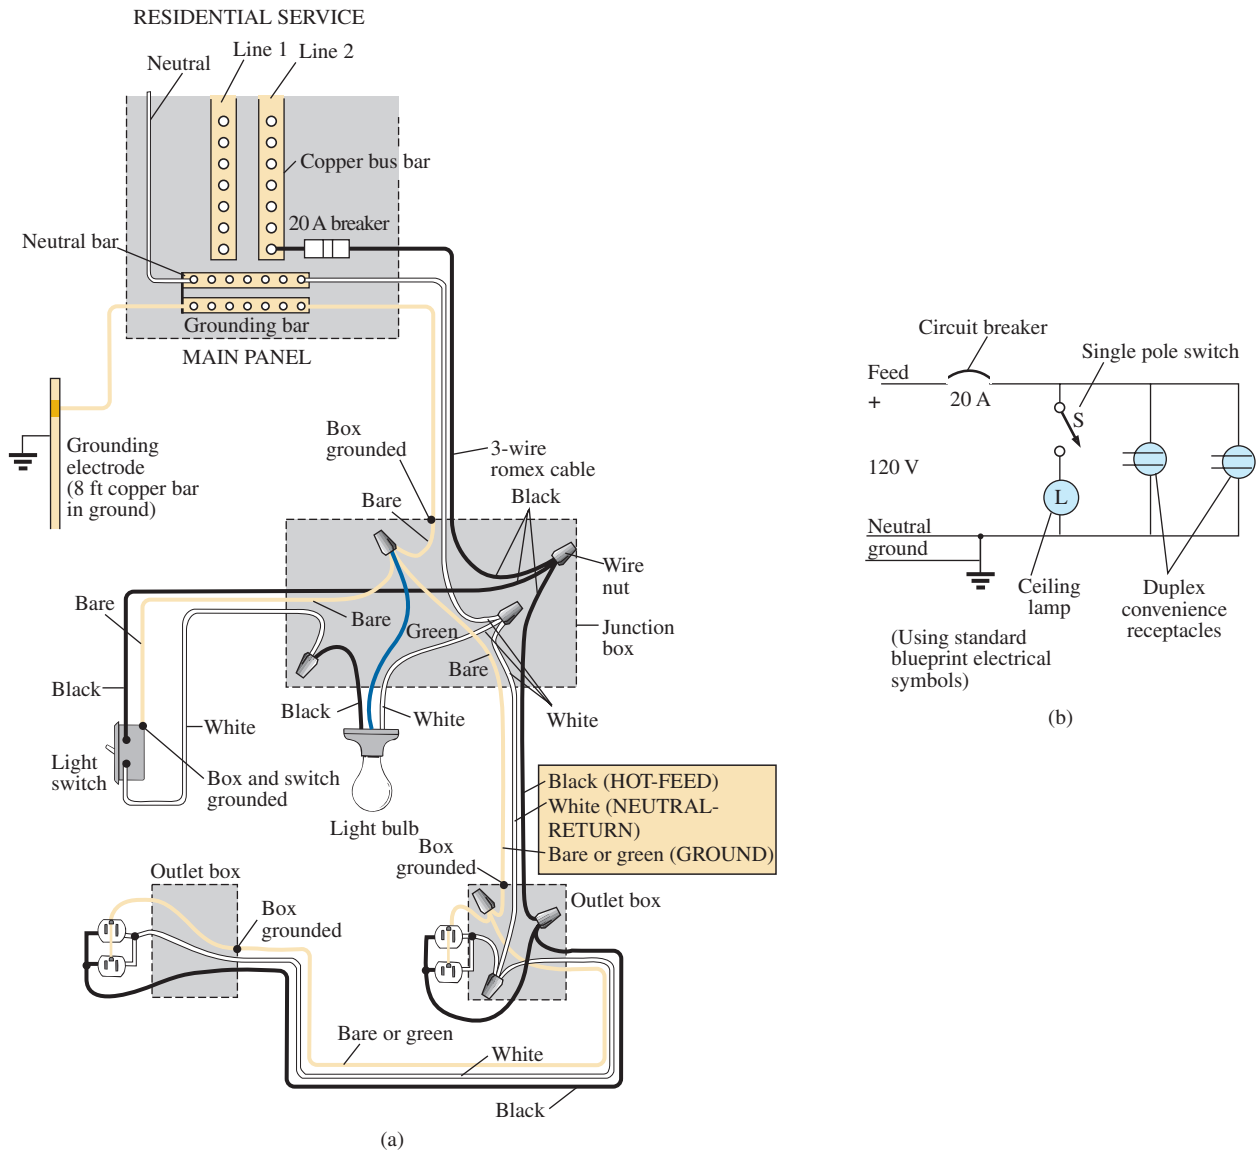 RESIDENTIAL SERVICE
Line 1
Line 2
Neutral
Copper bus bar
20 A breaker
Neutral bar
Grounding bar
MAIN PANEL
Grounding
electrode
(8 ft copper bar
in ground)
Box
grounded
3-wire
romex cable
Black
Bare
Wire
nut
Bare
Bare
Green
Junction
box
Bare
Black
Black
White
White
White
Light
switch
Box and switch
grounded
Light bulb
Black (HOT-FEED)
White (NEUTRAL-
RETURN)
Bare or green (GROUND)
Box
grounded
Outlet box
Outlet box
Box
grounded
Bare or green
White
Black
(a)
Circuit breaker
Single pole switch
Feed
+
20 A
S
120 V
L
Neutral
ground
Ceiling
lamp
Duplex
convenience
receptacles
(Using standard
blueprint electrical
symbols)
(b)